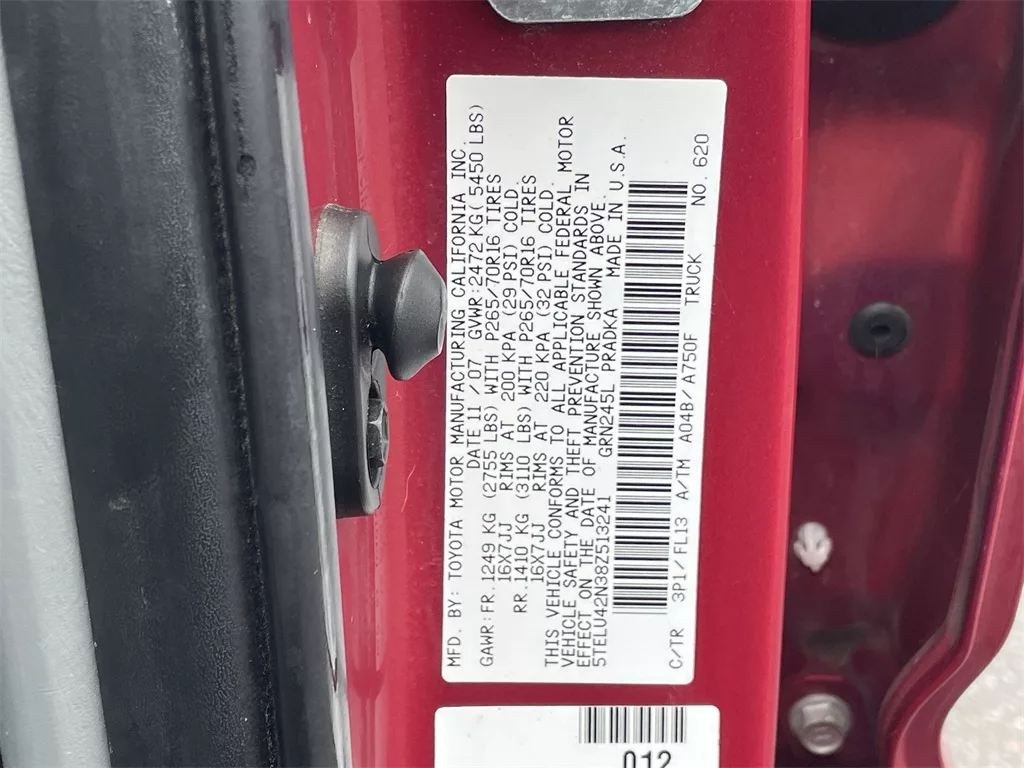 MFD. BY: TOYOTA MOTOR MANUFACTURING CALIFORNIA INC.
DATE 11/07 GVWR:2472 KG( 5450 LBS)
GAWR:FR.1249 KG (2755 LBS) WITH P265/70R16 TIRES
16X7JJ RIMS AT 200 KPA (29 PSI) COLD.
RR.1410 KG (3110 LBS) WITH P265/70R16 TIRES
16X7JJ RIMS AT 220 KPA (32 PSI) COLD.
THIS VEHICLE CONFORMS TO ALL APPLICABLE FEDERAL MOTOR
VEHICLE SAFETY AND THEFT PREVENTION STANDARDS IN
EFFECT ON THE DATE OF MANUFACTURE SHOWN ABOVE.
5TELU42N38Z513241 GRN245L PRADKA MADE IN U.S.A.
C/TR 3P1/FL13 A/TM A04B/A750F TRUCK NO. 620
012